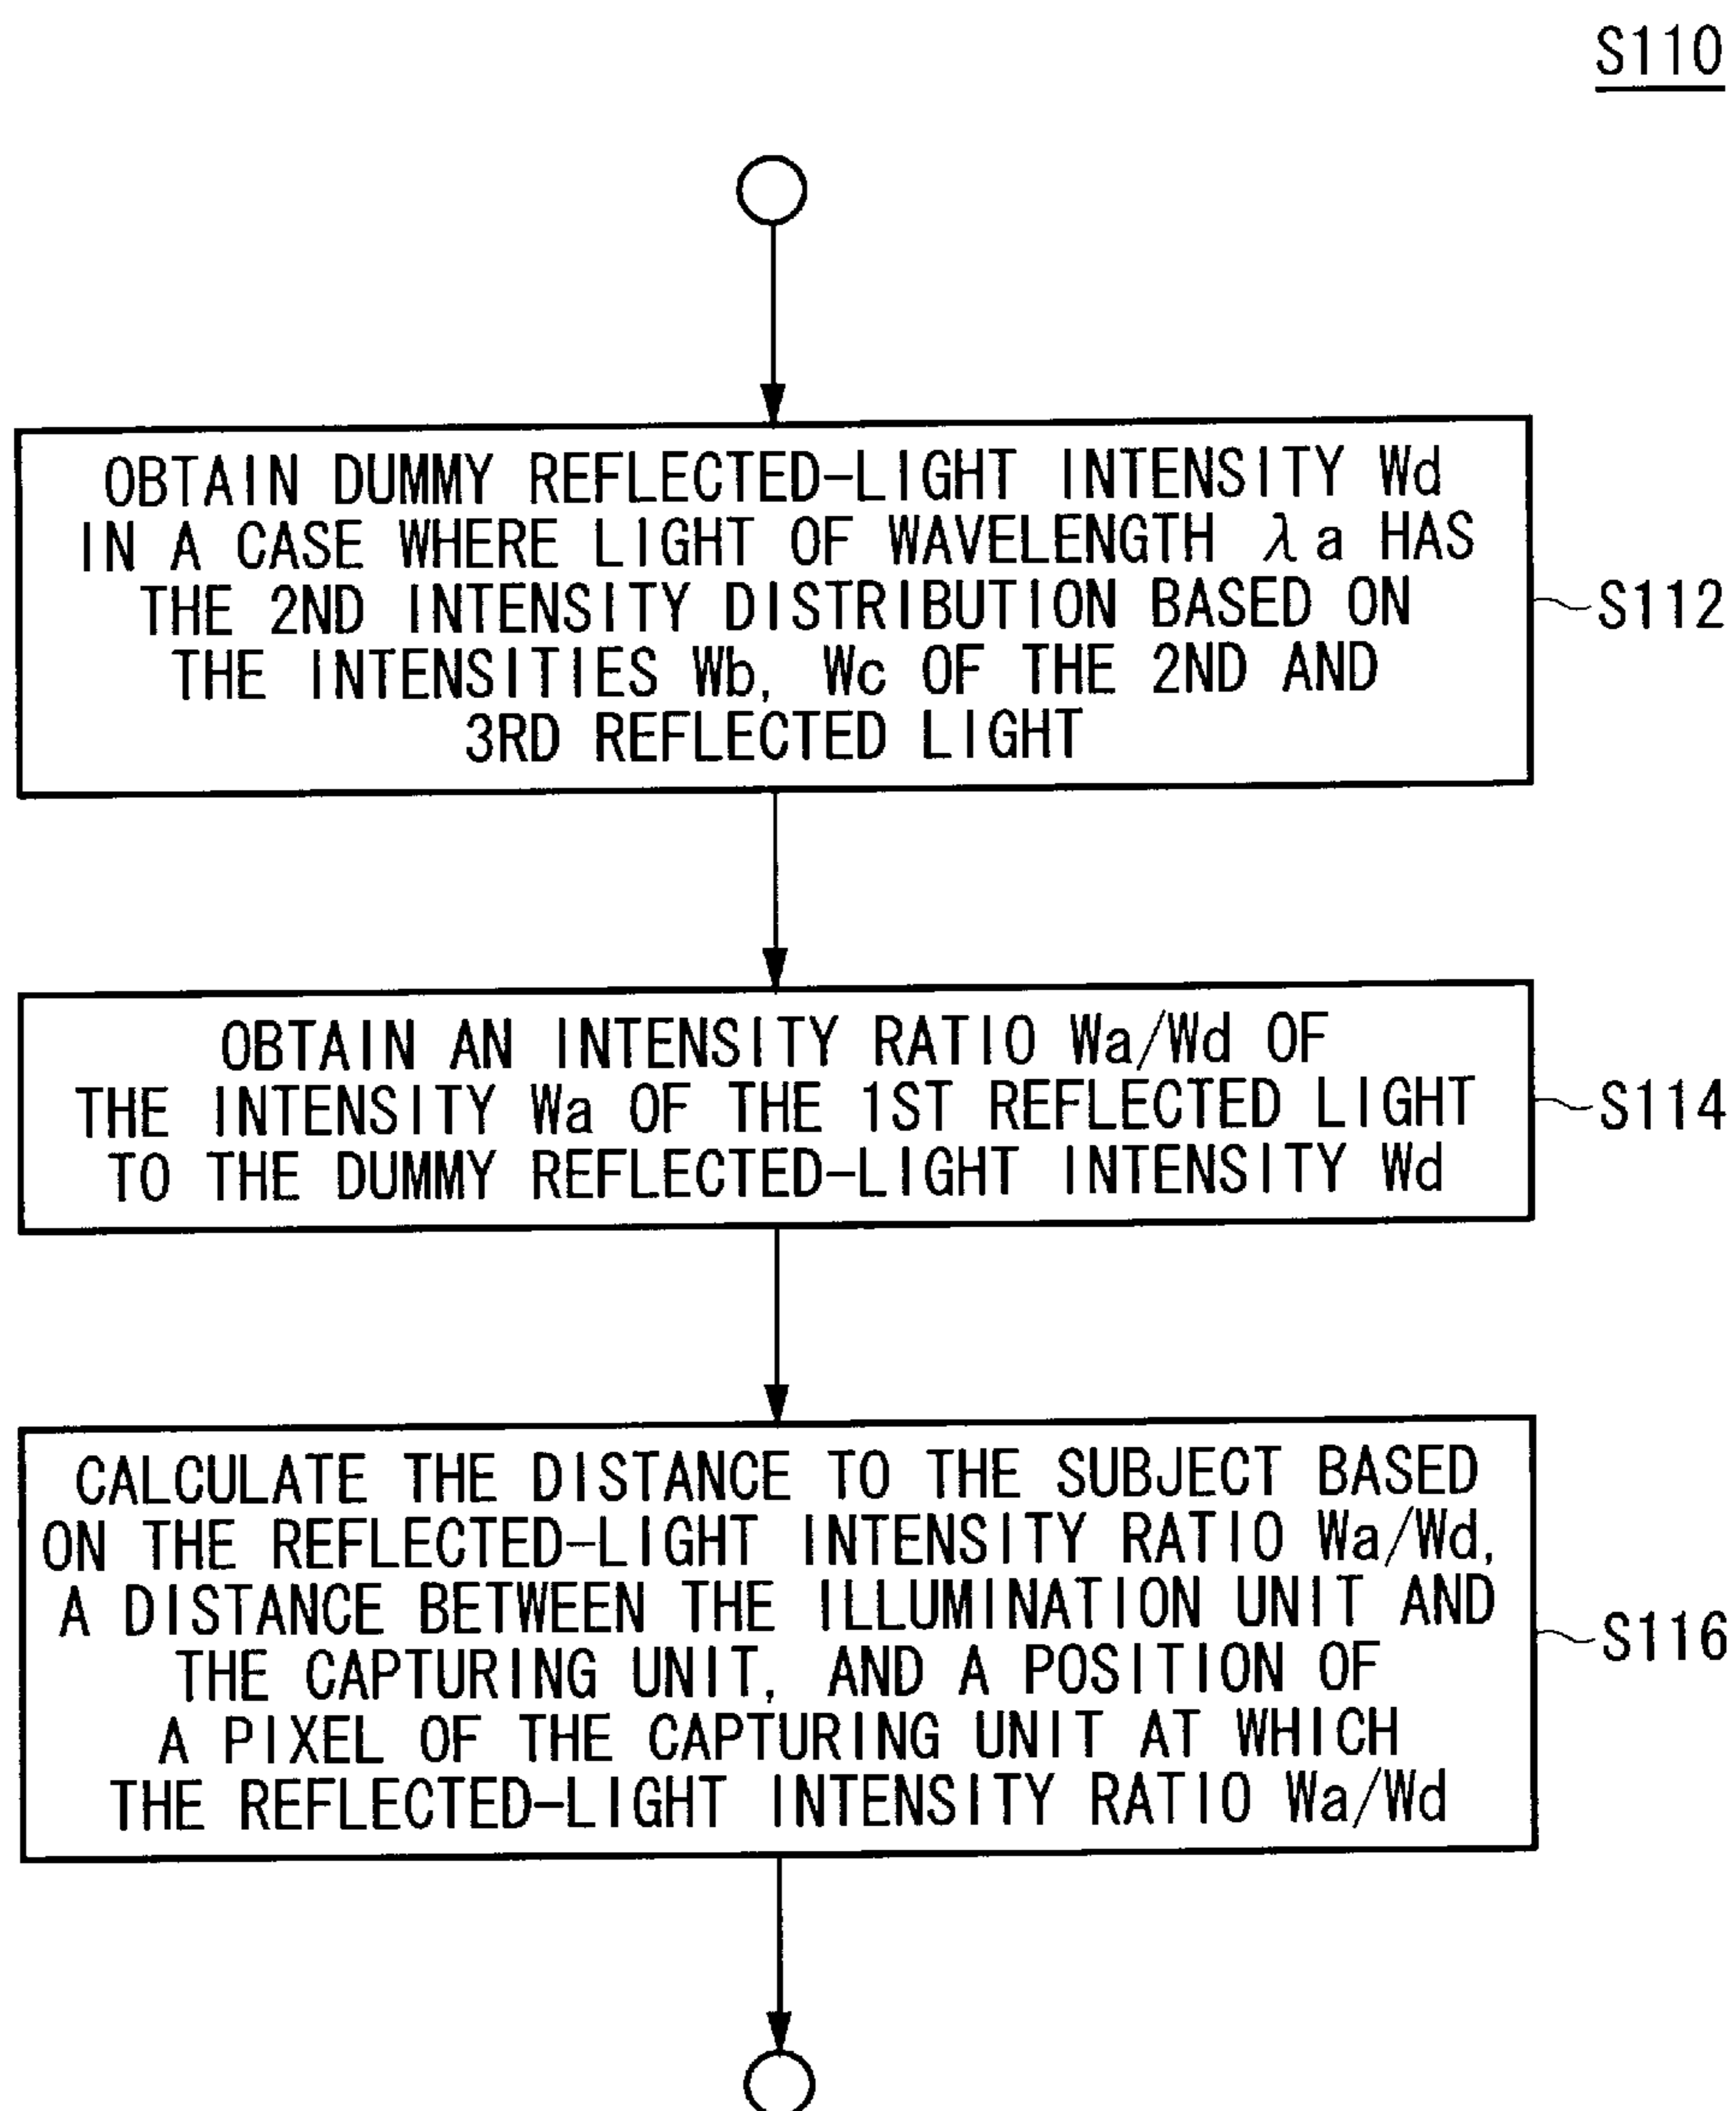 S110
OBTAIN DUMMY REFLECTED-LIGHT INTENSITY Wd
IN A CASE WHERE LIGHT OF WAVELENGTH λa HAS
THE 2ND INTENSITY DISTRIBUTION BASED ON
THE INTENSITIES Wb, Wc OF THE 2ND AND
3RD REFLECTED LIGHT
S112
OBTAIN AN INTENSITY RATIO Wa/Wd OF
THE INTENSITY Wa OF THE 1ST REFLECTED LIGHT
TO THE DUMMY REFLECTED-LIGHT INTENSITY Wd
S114
CALCULATE THE DISTANCE TO THE SUBJECT BASED
ON THE REFLECTED-LIGHT INTENSITY RATIO Wa/Wd,
A DISTANCE BETWEEN THE ILLUMINATION UNIT AND
THE CAPTURING UNIT, AND A POSITION OF
A PIXEL OF THE CAPTURING UNIT AT WHICH
THE REFLECTED-LIGHT INTENSITY RATIO Wa/Wd
S116